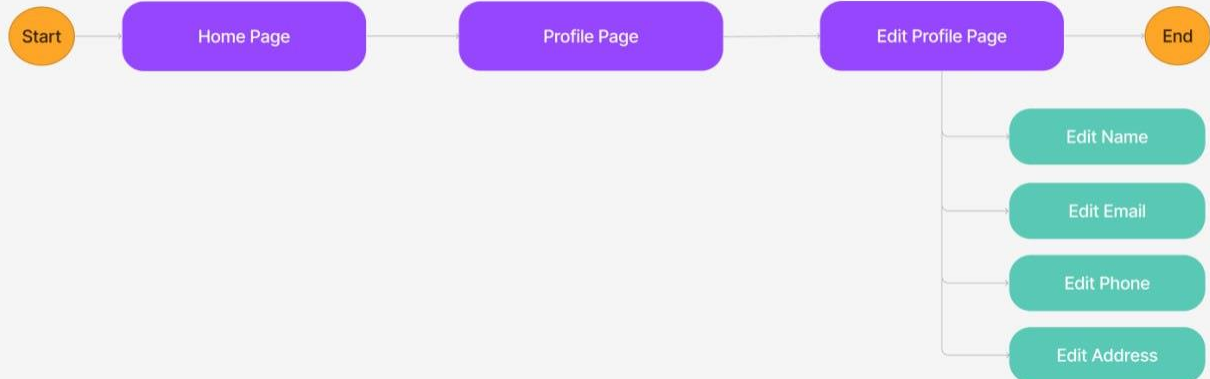 Start
Home Page
Profile Page
Edit Profile Page
End
Edit Name
Edit Email
Edit Phone
Edit Address